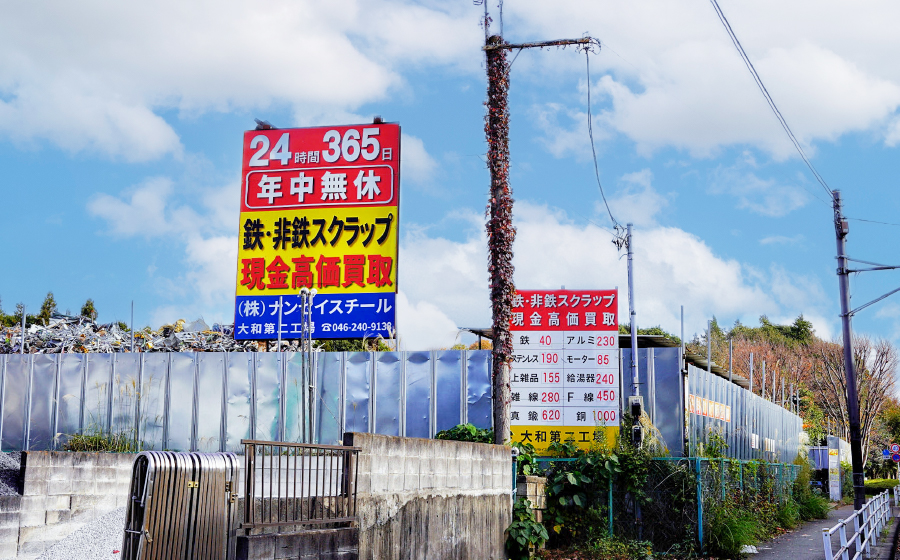 24時間365日
年中無休
鉄・非鉄スクラップ
現金高価買取
(株)ナンセイスチール
大和第二工場 ☎046-240-9138
鉄・非鉄スクラップ
現金高価買取
鉄 40 アルミ 230
ステンレス 190 モーター 85
上雑品 155 給湯器 240
雑線 280 F線 450
真鍮 620 銅 1000
大和第二工場